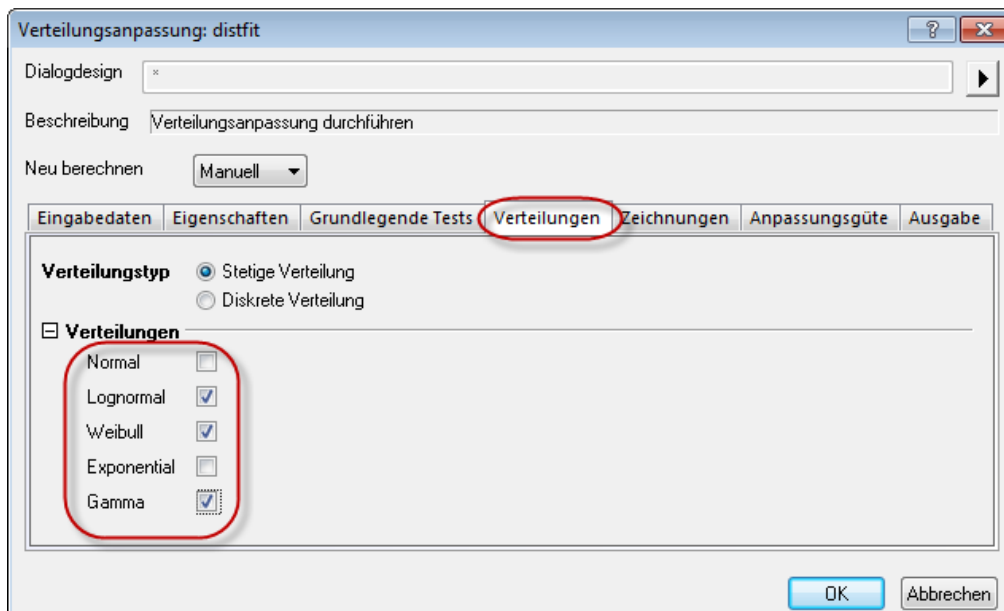 Verteilungsanpassung: distfit
Dialogdesign *
Beschreibung Verteilungsanpassung durchführen
Neu berechnen Manuell
Eingabedaten Eigenschaften Grundlegende Tests Verteilungen Zeichnungen Anpassungsgüte Ausgabe
Verteilungstyp Stetige Verteilung
Diskrete Verteilung
Verteilungen
Normal
Lognormal
Weibull
Exponential
Gamma
OK Abbrechen